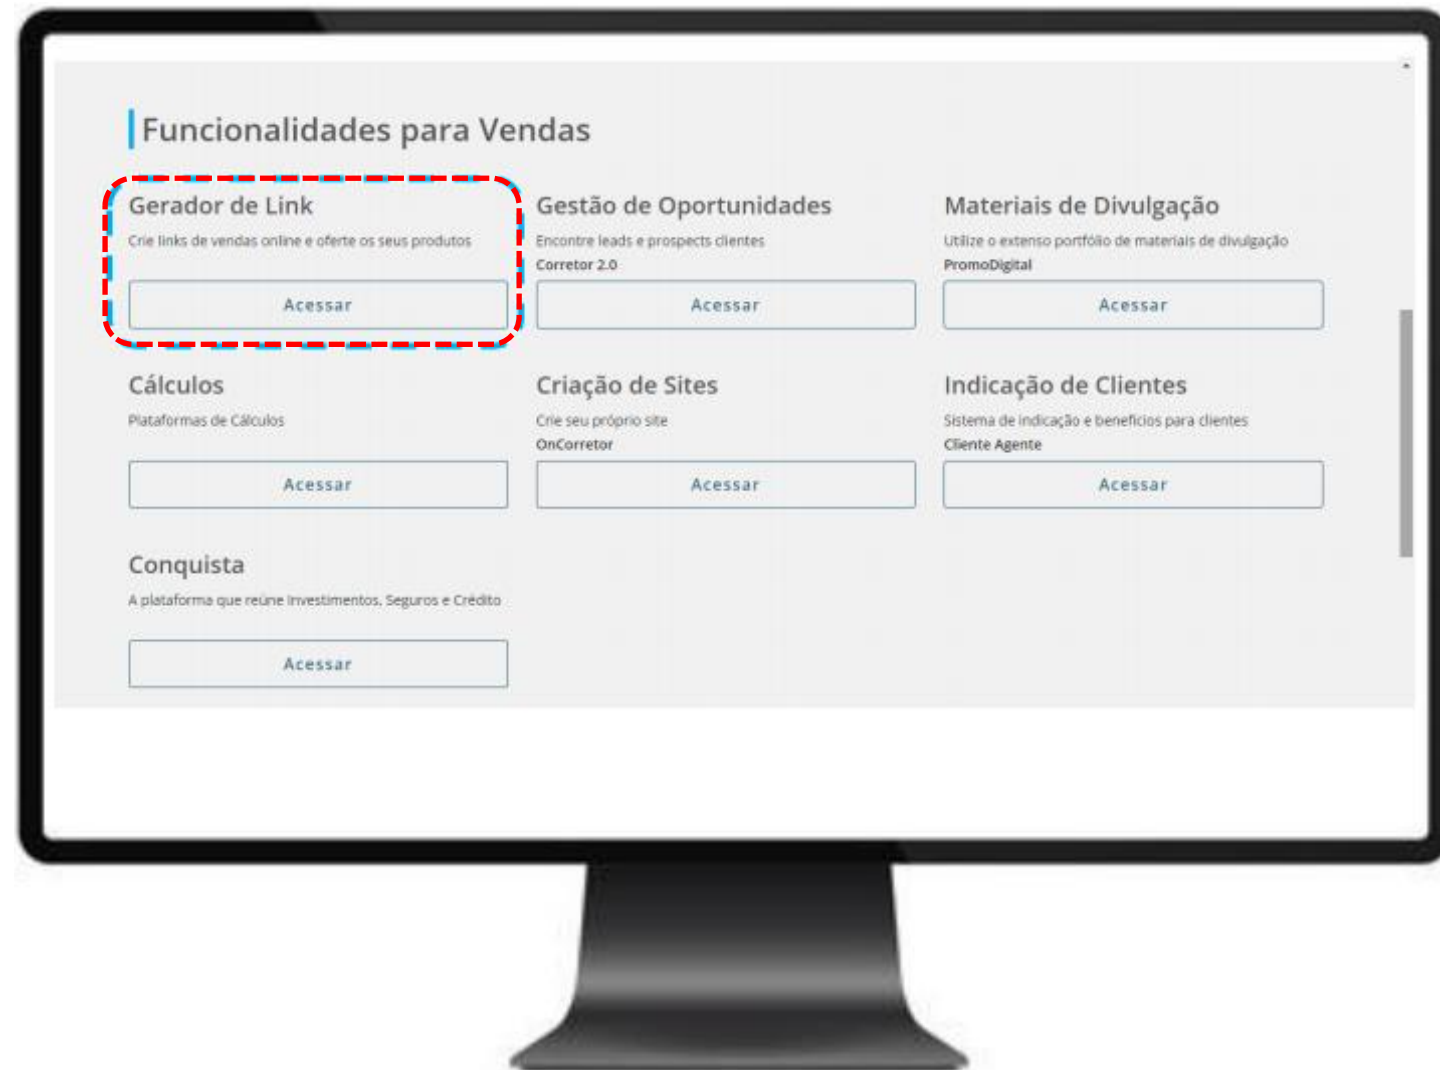 Funcionalidades para Vendas
Gerador de Link
Crie links de vendas online e oferte os seus produtos
Acessar
Gestão de Oportunidades
Encontre leads e prospects clientes
Corretor 2.0
Acessar
Materiais de Divulgação
Utilize o extenso portfólio de materiais de divulgação
PromoDigital
Acessar
Cálculos
Plataformas de Cálculos
Acessar
Criação de Sites
Crie seu próprio site
OnCorretor
Acessar
Indicação de Clientes
Sistema de indicação e benefícios para clientes
Cliente Agente
Acessar
Conquista
A plataforma que reúne Investimentos, Seguros e Crédito
Acessar